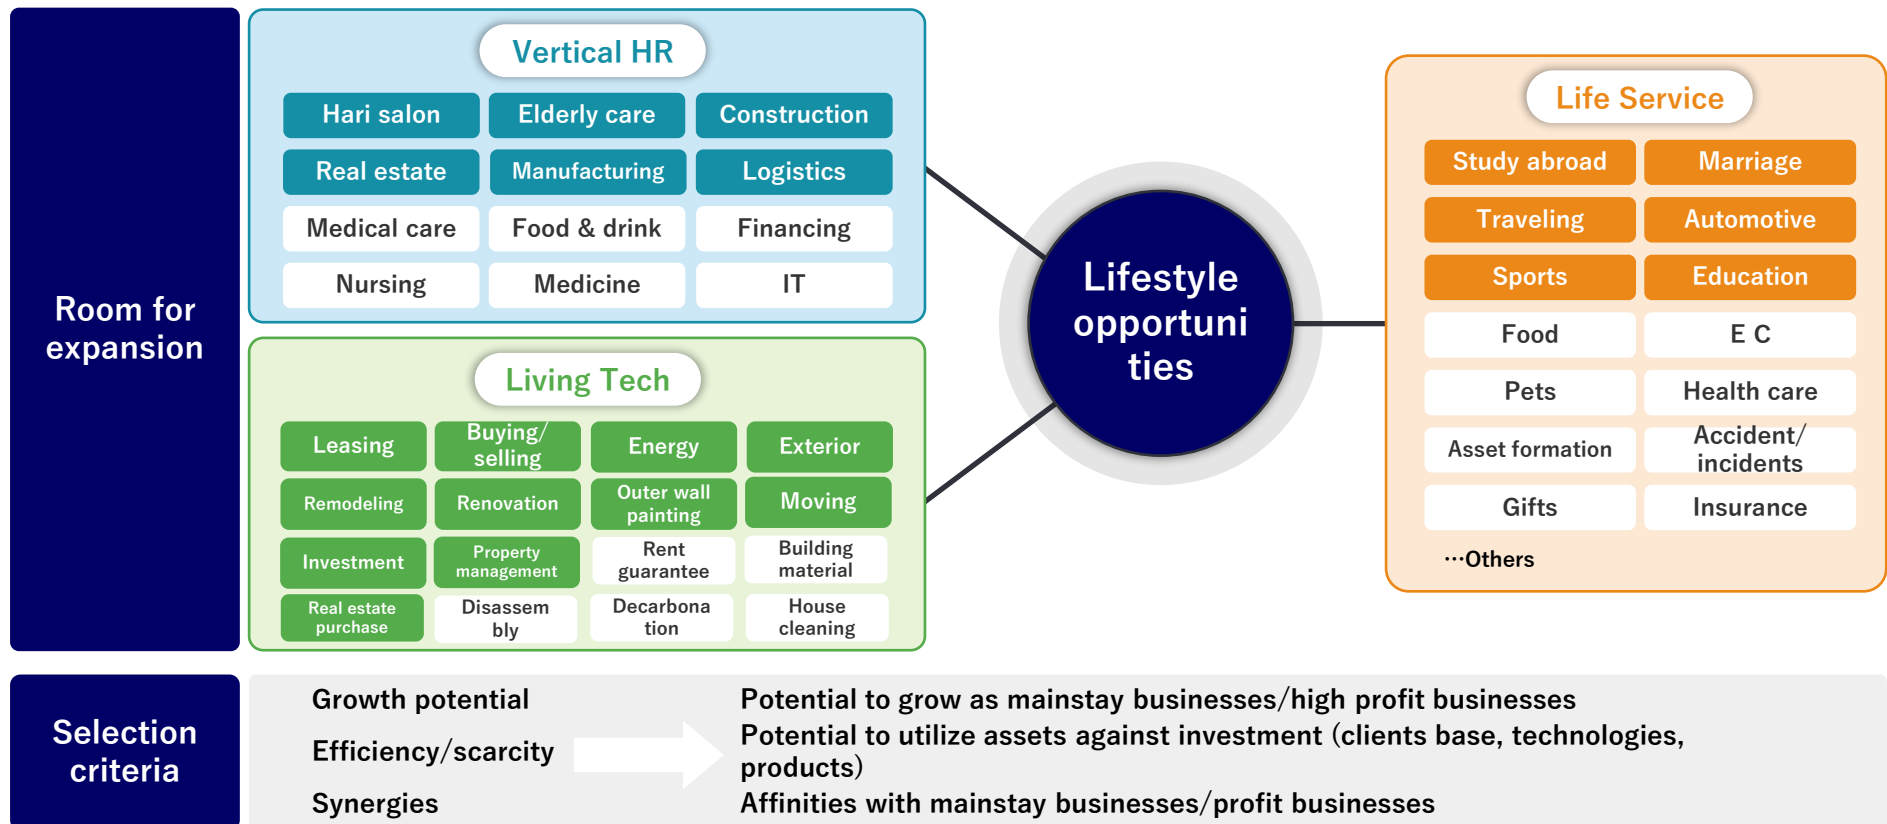 Room for
expansion
Vertical HR
Hari salon
Elderly care
Construction
Real estate
Manufacturing
Logistics
Medical care
Food & drink
Financing
Nursing
Medicine
IT
Living Tech
Leasing
Buying/
selling
Energy
Exterior
Remodeling
Renovation
Outer wall
painting
Moving
Investment
Property
management
Rent
guarantee
Building
material
Real estate
purchase
Disassem
bly
Decarbona
tion
House
cleaning
Lifestyle
opportuni
ties
Life Service
Study abroad
Marriage
Traveling
Automotive
Sports
Education
Food
E C
Pets
Health care
Asset formation
Accident/
incidents
Gifts
Insurance
…Others
Selection
criteria
Growth potential
Potential to grow as mainstay businesses/high profit businesses
Efficiency/scarcity
Potential to utilize assets against investment (clients base, technologies,
products)
Synergies
Affinities with mainstay businesses/profit businesses